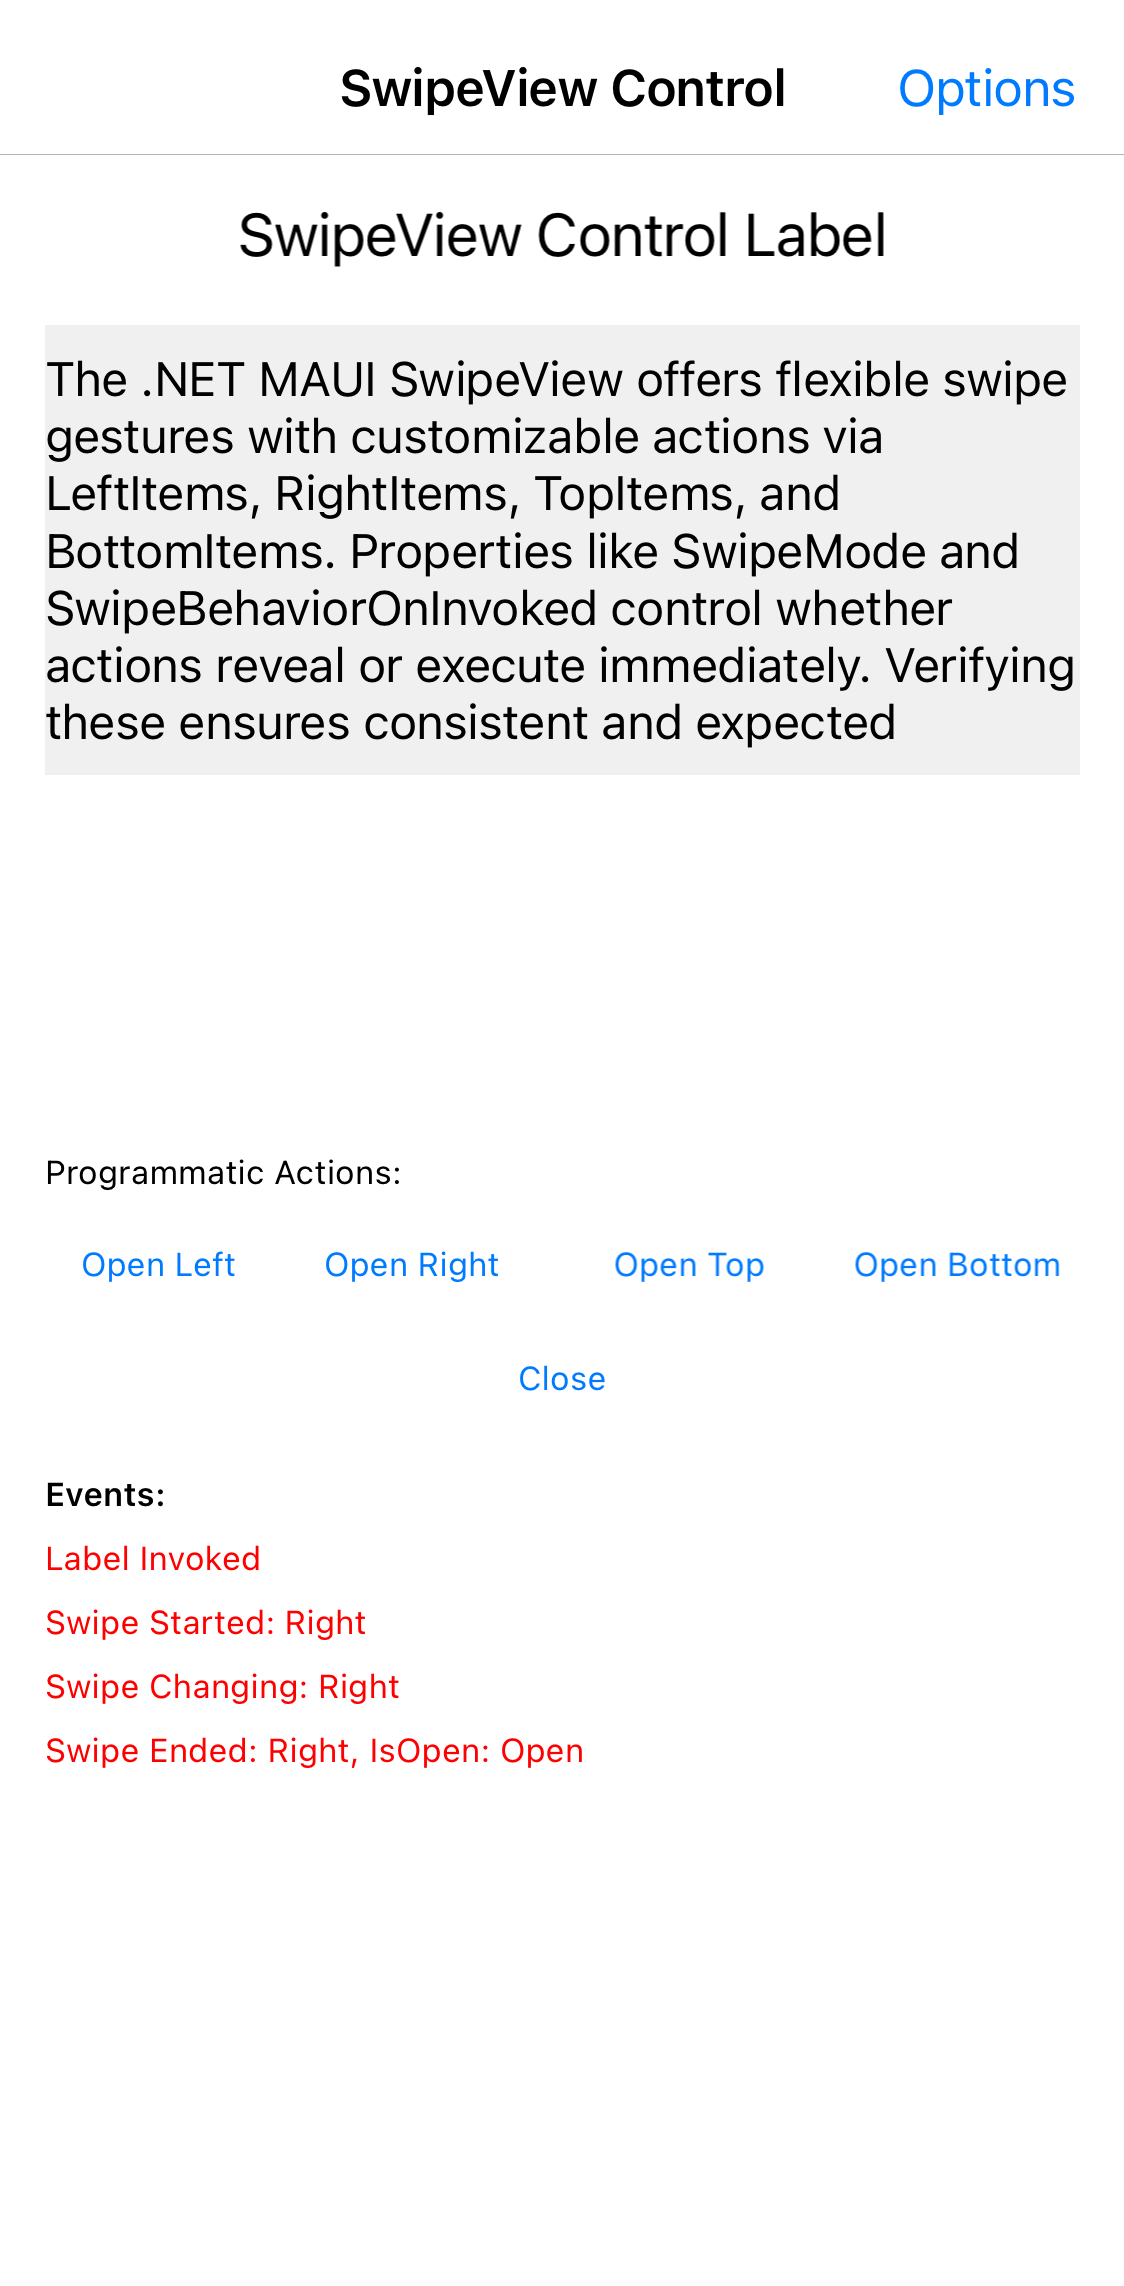 SwipeView Control
Options
SwipeView Control Label
The .NET MAUI SwipeView offers flexible swipe
gestures with customizable actions via
LeftItems, RightItems, TopItems, and
BottomItems. Properties like SwipeMode and
SwipeBehaviorOnInvoked control whether
actions reveal or execute immediately. Verifying
these ensures consistent and expected
Programmatic Actions:
Open Left
Open Right
Open Top
Open Bottom
Close
Events:
Label Invoked
Swipe Started: Right
Swipe Changing: Right
Swipe Ended: Right, IsOpen: Open